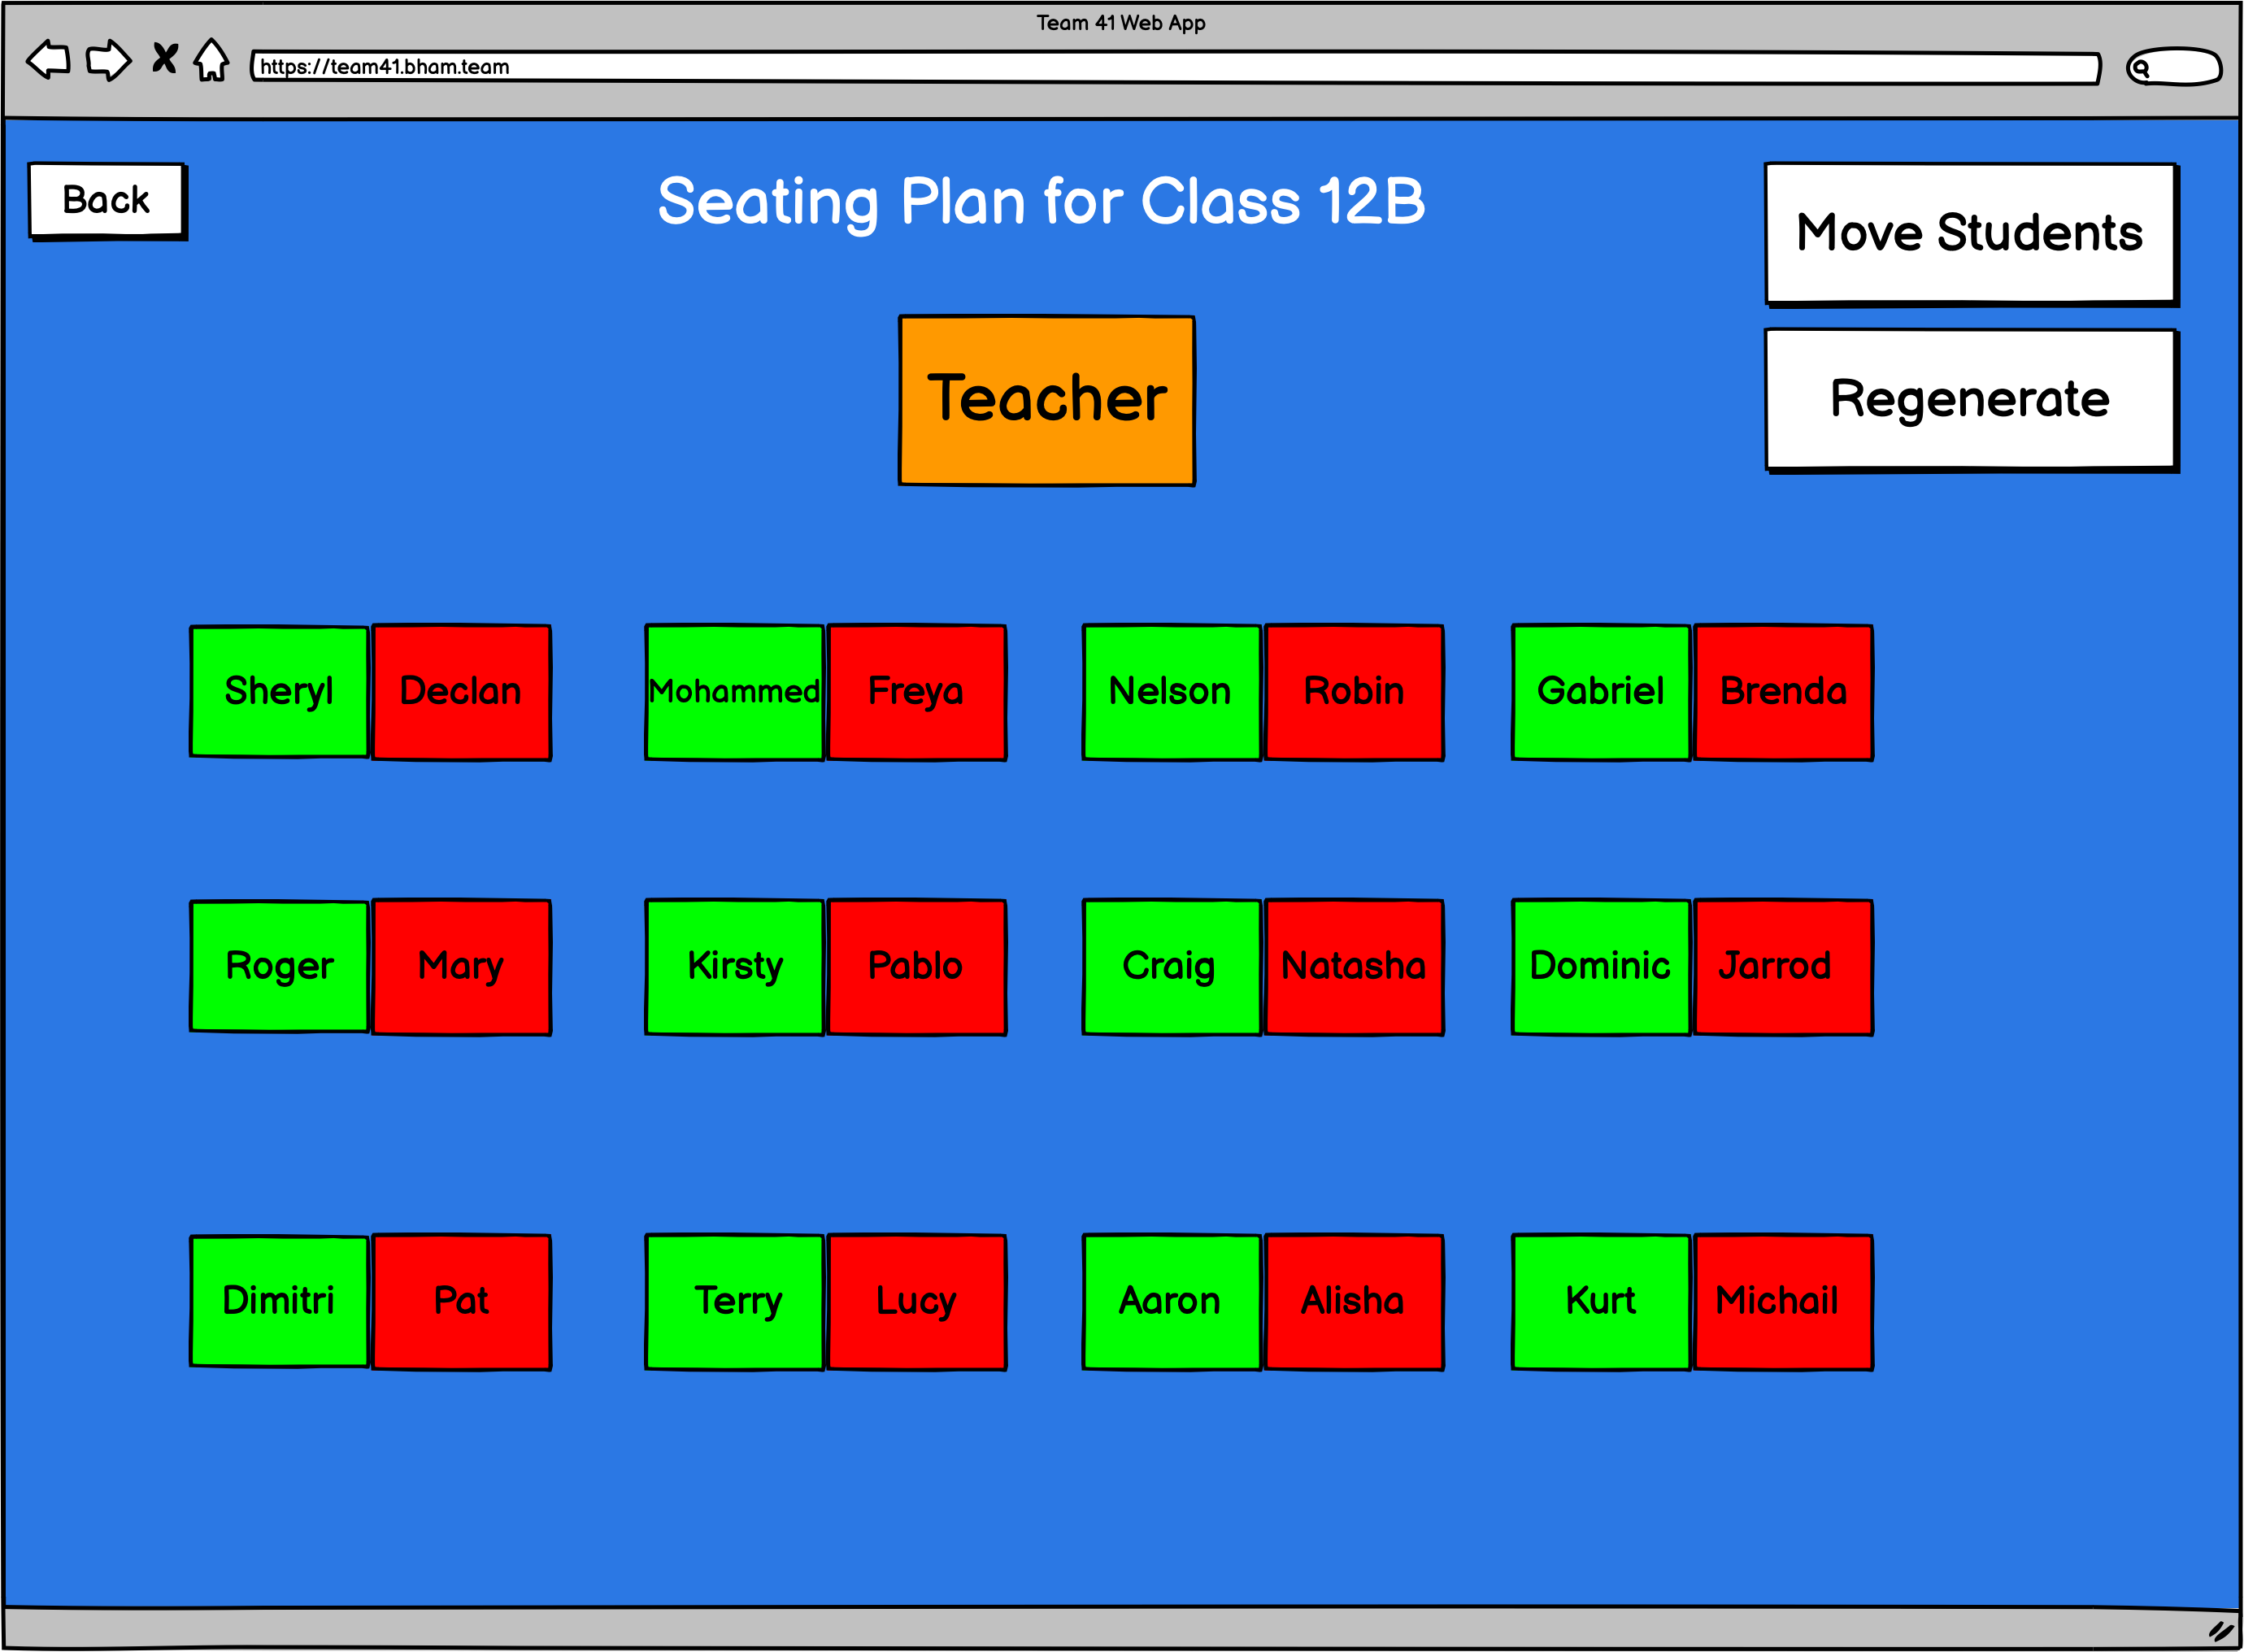 Team 41 Web App
https://team41.bham.team
Back
Seating Plan for Class 12B
Move Students
Teacher
Regenerate
Sheryl Declan Mohammed Freya Nelson Robin Gabriel Brenda
Roger Mary Kirsty Pablo Craig Natasha Dominic Jarrod
Dimitri Pat Terry Lucy Aaron Alisha Kurt Michail